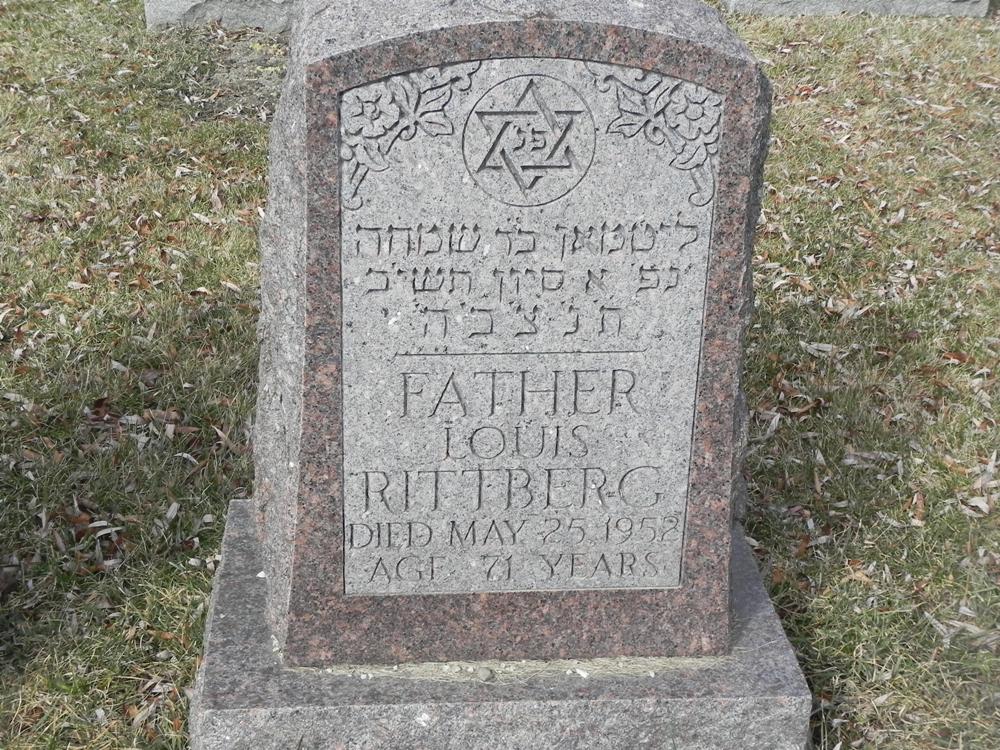 פנ
ליטמאן בר שמחה
נפ' א סיון תשי"ב
ת' נ' צ' ב' ה'
FATHER
LOUIS
RITTBERG
DIED MAY 25, 1952
AGE 71 YEARS